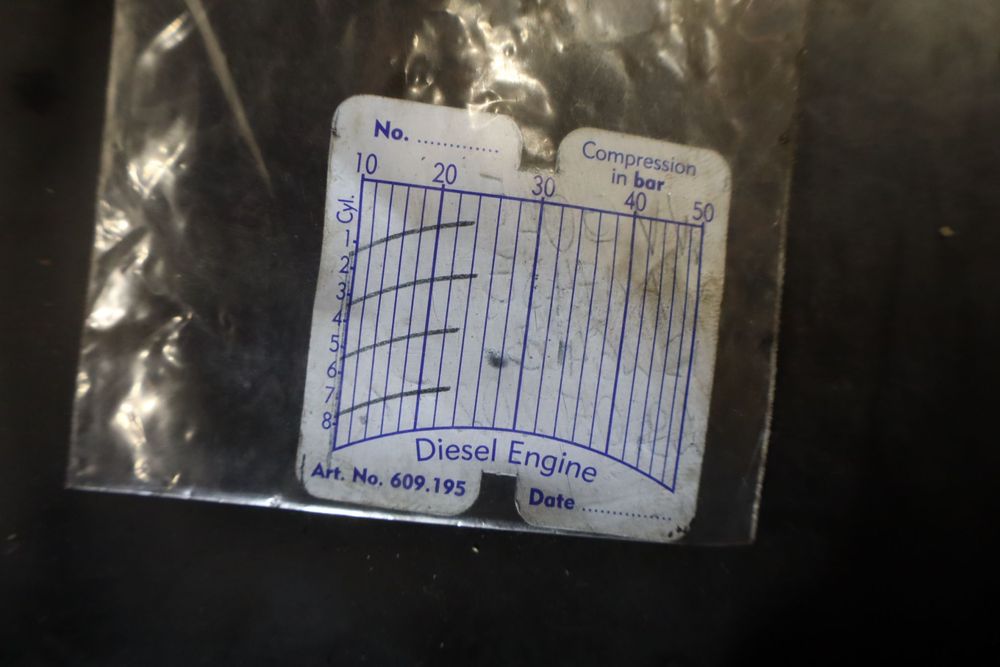 No. ....................
Compression
in bar
10 20 30 40 50
Cyl.
1
2
3
4
5
6
7
8
Diesel Engine
Art. No. 609.195
Date ....................